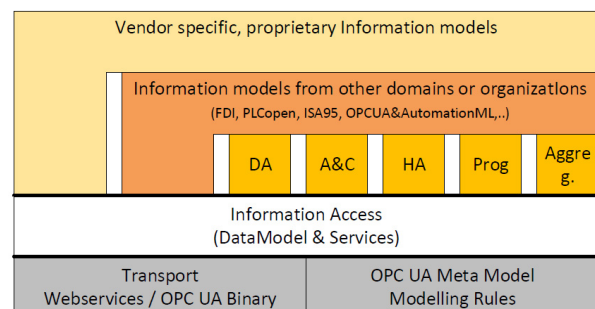 Vendor specific, proprietary Information models
Information models from other domains or organizatIons
(FDI, PLCopen, ISA95, OPCUA&AutomationML,..)
DA
A&C
HA
Prog
Aggre
g.
Information Access
(DataModel & Services)
Transport
Webservices / OPC UA Binary
OPC UA Meta Model
Modelling Rules